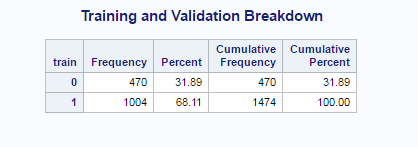 Training and Validation Breakdown
Cumulative Cumulative
train Frequency Percent Frequency Percent
0 470 31.89 470 31.89
1 1004 68.11 1474 100.00